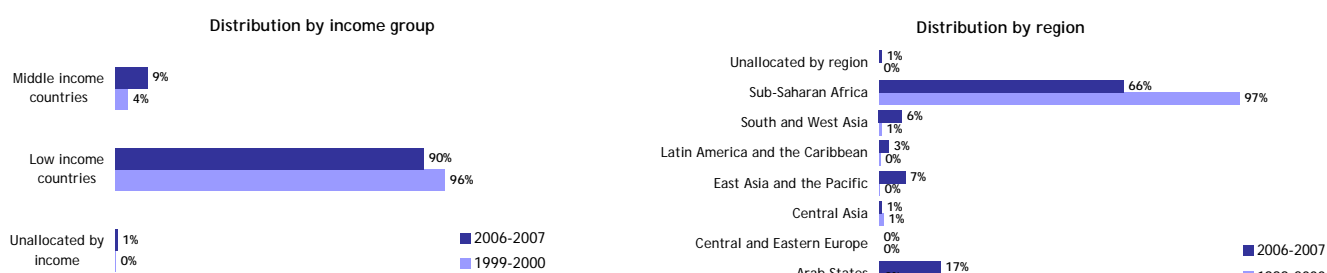 Distribution by income group
Middle income
countries
9%
4%
Low income
countries
90%
96%
Unallocated by
income
1%
0%
2006-2007
1999-2000
Distribution by region
Unallocated by region
1%
0%
Sub-Saharan Africa
66%
97%
South and West Asia
6%
1%
Latin America and the Caribbean
3%
0%
East Asia and the Pacific
7%
0%
Central Asia
1%
1%
Central and Eastern Europe
0%
0%
Arab States
17%
2006-2007